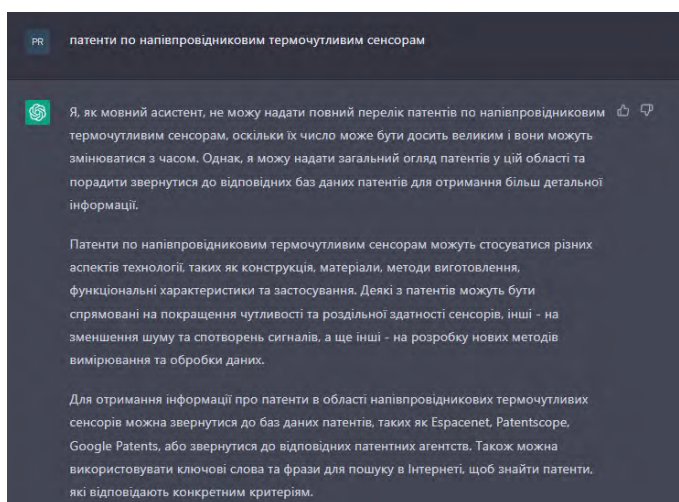 PR
патенти по напівпровідниковим термочутливим сенсорам
Я, як мовний асистент, не можу надати повний перелік патентів по напівпровідниковим
термочутливим сенсорам, оскільки їх число може бути досить великим і вони можуть
змінюватися з часом. Однак, я можу надати загальний огляд патентів у цій області та
порадити звернутися до відповідних баз даних патентів для отримання більш детальної
інформації.
Патенти по напівпровідниковим термочутливим сенсорам можуть стосуватися різних
аспектів технології, таких як конструкція, матеріали, методи виготовлення,
функціональні характеристики та застосування. Деякі з патентів можуть бути
спрямовані на покращення чутливості та роздільної здатності сенсорів, інші - на
зменшення шуму та спотворень сигналів, а ще інші - на розробку нових методів
вимірювання та обробки даних.
Для отримання інформації про патенти в області напівпровідникових термочутливих
сенсорів можна звернутися до баз даних патентів, таких як Espacenet, Patentscope,
Google Patents, або звернутися до відповідних патентних агентств. Також можна
використовувати ключові слова та фрази для пошуку в Інтернеті, щоб знайти патенти,
які відповідають конкретним критеріям.